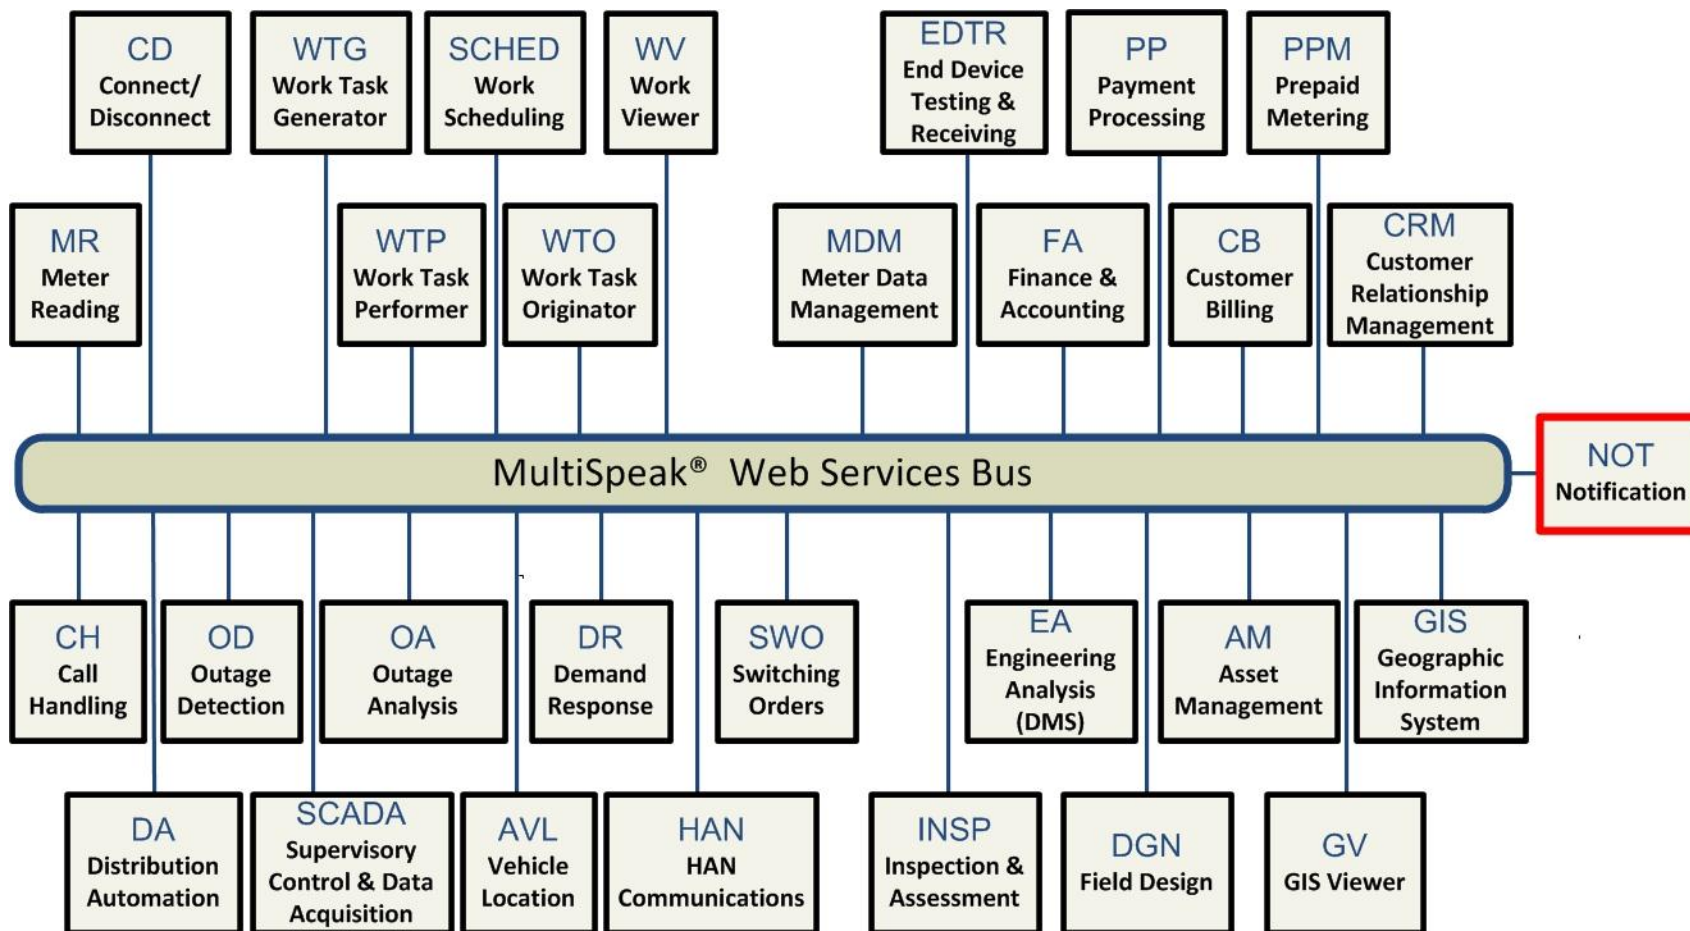 CD
Connect/
Disconnect
WTG
Work Task
Generator
SCHED
Work
Scheduling
WV
Work
Viewer
EDTR
End Device
Testing &
Receiving
PP
Payment
Processing
PPM
Prepaid
Metering
MR
Meter
Reading
WTP
Work Task
Performer
WTO
Work Task
Originator
MDM
Meter Data
Management
FA
Finance &
Accounting
CB
Customer
Billing
CRM
Customer
Relationship
Management
MultiSpeak® Web Services Bus
NOT
Notification
CH
Call
Handling
OD
Outage
Detection
OA
Outage
Analysis
DR
Demand
Response
SWO
Switching
Orders
EA
Engineering
Analysis
(DMS)
AM
Asset
Management
GIS
Geographic
Information
System
DA
Distribution
Automation
SCADA
Supervisory
Control & Data
Acquisition
AVL
Vehicle
Location
HAN
HAN
Communications
INSP
Inspection &
Assessment
DGN
Field Design
GV
GIS Viewer